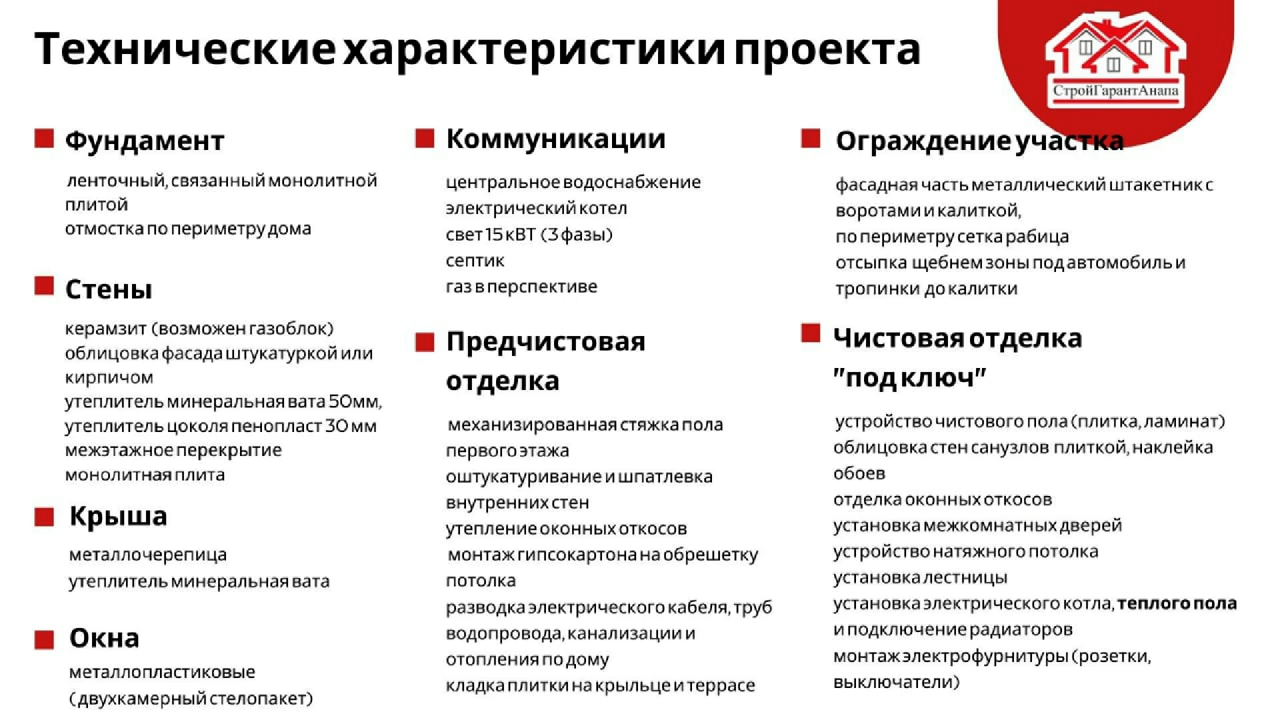 Технические характеристики проекта
СтройГарантАнапа
Фундамент
ленточный, связанный монолитной
плитой
отмостка по периметру дома
Стены
керамзит (возможен газоблок)
облицовка фасада штукатуркой или
кирпичом
утеплитель минеральная вата 50мм,
утеплитель цоколя пенопласт 30 мм
межэтажное перекрытие
монолитная плита
Крыша
металлочерепица
утеплитель минеральная вата
Окна
металлопластиковые
(двухкамерный стелопакет)
Коммуникации
центральное водоснабжение
электрический котел
свет 15 кВТ (3 фазы)
септик
газ в перспективе
Предчистовая
отделка
механизированная стяжка пола
первого этажа
оштукатуривание и шпатлевка
внутренних стен
утепление оконных откосов
монтаж гипсокартона на обрешетку
потолка
разводка электрического кабеля, труб
водопровода, канализации и
отопления по дому
кладка плитки на крыльце и террасе
Ограждение участка
фасадная часть металлический штакетник с
воротами и калиткой,
по периметру сетка рабица
отсыпка щебнем зоны под автомобиль и
тропинки до калитки
Чистовая отделка
"под ключ"
устройство чистового пола (плитка, ламинат)
облицовка стен санузлов плиткой, наклейка
обоев
отделка оконных откосов
установка межкомнатных дверей
устройство натяжного потолка
установка лестницы
установка электрического котла, теплого пола
и подключение радиаторов
монтаж электрофурнитуры (розетки,
выключатели)